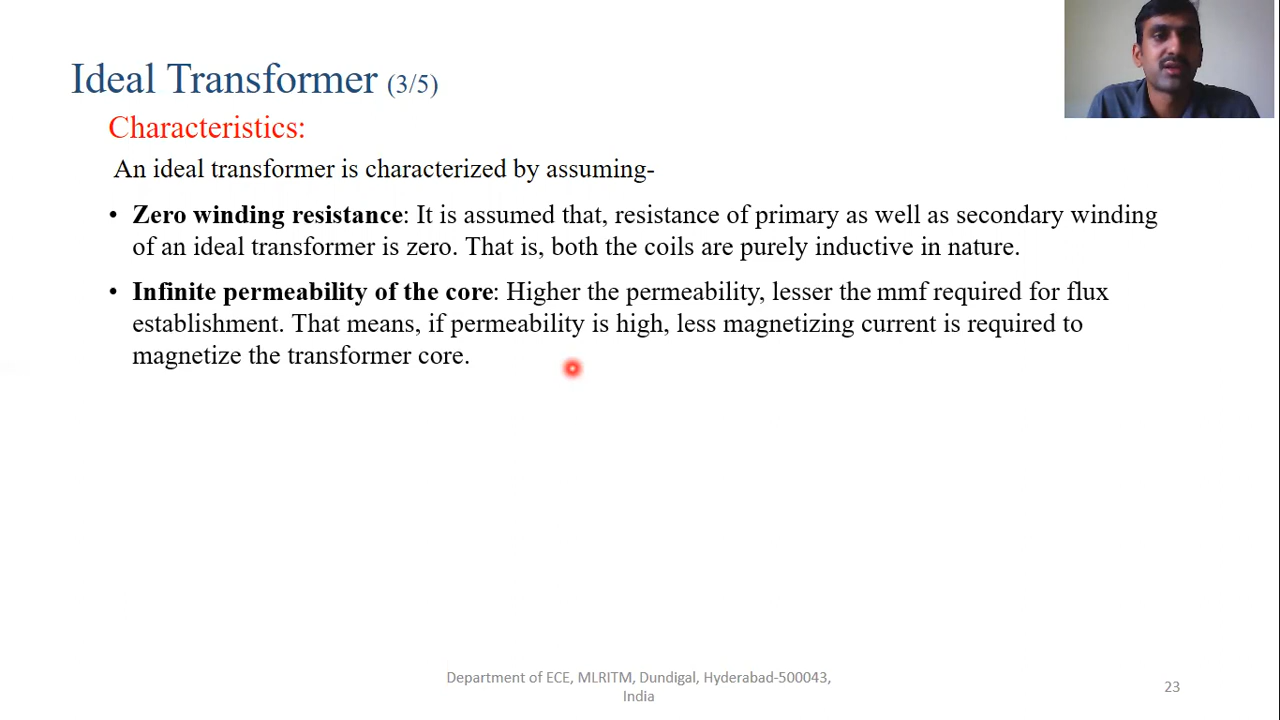 Ideal Transformer (3/5)
Characteristics:
An ideal transformer is characterized by assuming-
• Zero winding resistance: It is assumed that, resistance of primary as well as secondary winding
of an ideal transformer is zero. That is, both the coils are purely inductive in nature.
• Infinite permeability of the core: Higher the permeability, lesser the mmf required for flux
establishment. That means, if permeability is high, less magnetizing current is required to
magnetize the transformer core.
Department of ECE, MLRITM, Dundigal, Hyderabad-500043,
India
23